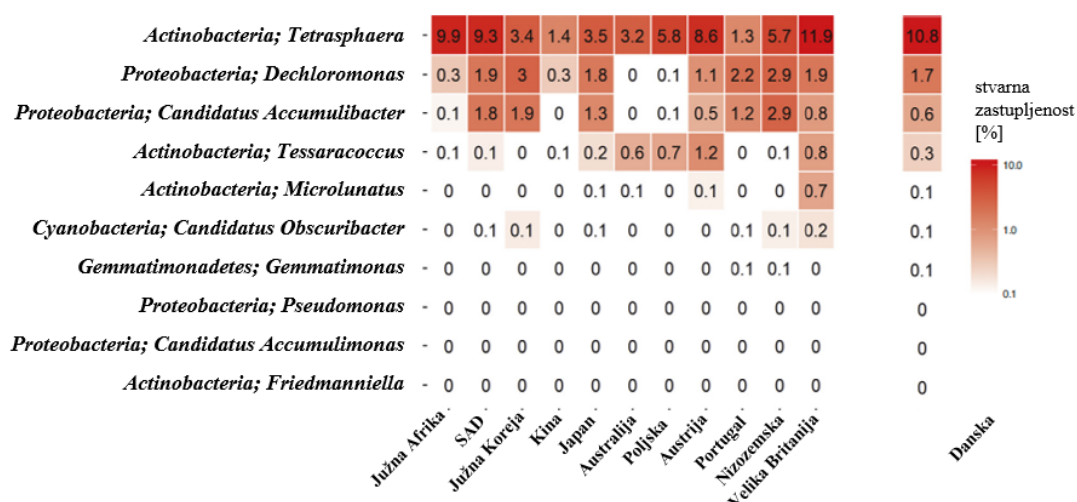 Actinobacteria; Tetrasphaera - 9.9 9.3 3.4 1.4 3.5 3.2 5.8 8.6 1.3 5.7 11.9 10.8
Proteobacteria; Dechloromonas - 0.3 1.9 3 0.3 1.8 0 0.1 1.1 2.2 2.9 1.9 1.7
Proteobacteria; Candidatus Accumulibacter - 0.1 1.8 1.9 0 1.3 0 0.1 0.5 1.2 2.9 0.8 0.6
Actinobacteria; Tessaracoccus - 0.1 0.1 0 0.1 0.2 0.6 0.7 1.2 0 0.1 0.8 0.3
Actinobacteria; Microlunatus - 0 0 0 0 0.1 0.1 0 0.1 0 0 0.7 0.1
Cyanobacteria; Candidatus Obscuribacter - 0 0.1 0.1 0 0.1 0 0 0 0.1 0.1 0.2 0.1
Gemmatimonadetes; Gemmatimonas - 0 0 0 0 0 0 0 0 0.1 0.1 0 0.1
Proteobacteria; Pseudomonas - 0 0 0 0 0 0 0 0 0 0 0 0
Proteobacteria; Candidatus Accumulimonas - 0 0 0 0 0 0 0 0 0 0 0 0
Actinobacteria; Friedmanniella - 0 0 0 0 0 0 0 0 0 0 0 0
Južna Afrika
SAD
Južna Koreja
Kina
Japan
Australija
Poljska
Austrija
Portugal
Nizozemska
Velika Britanija
Danska
stvarna
zastupljenost
[%]
10.0
1.0
0.1